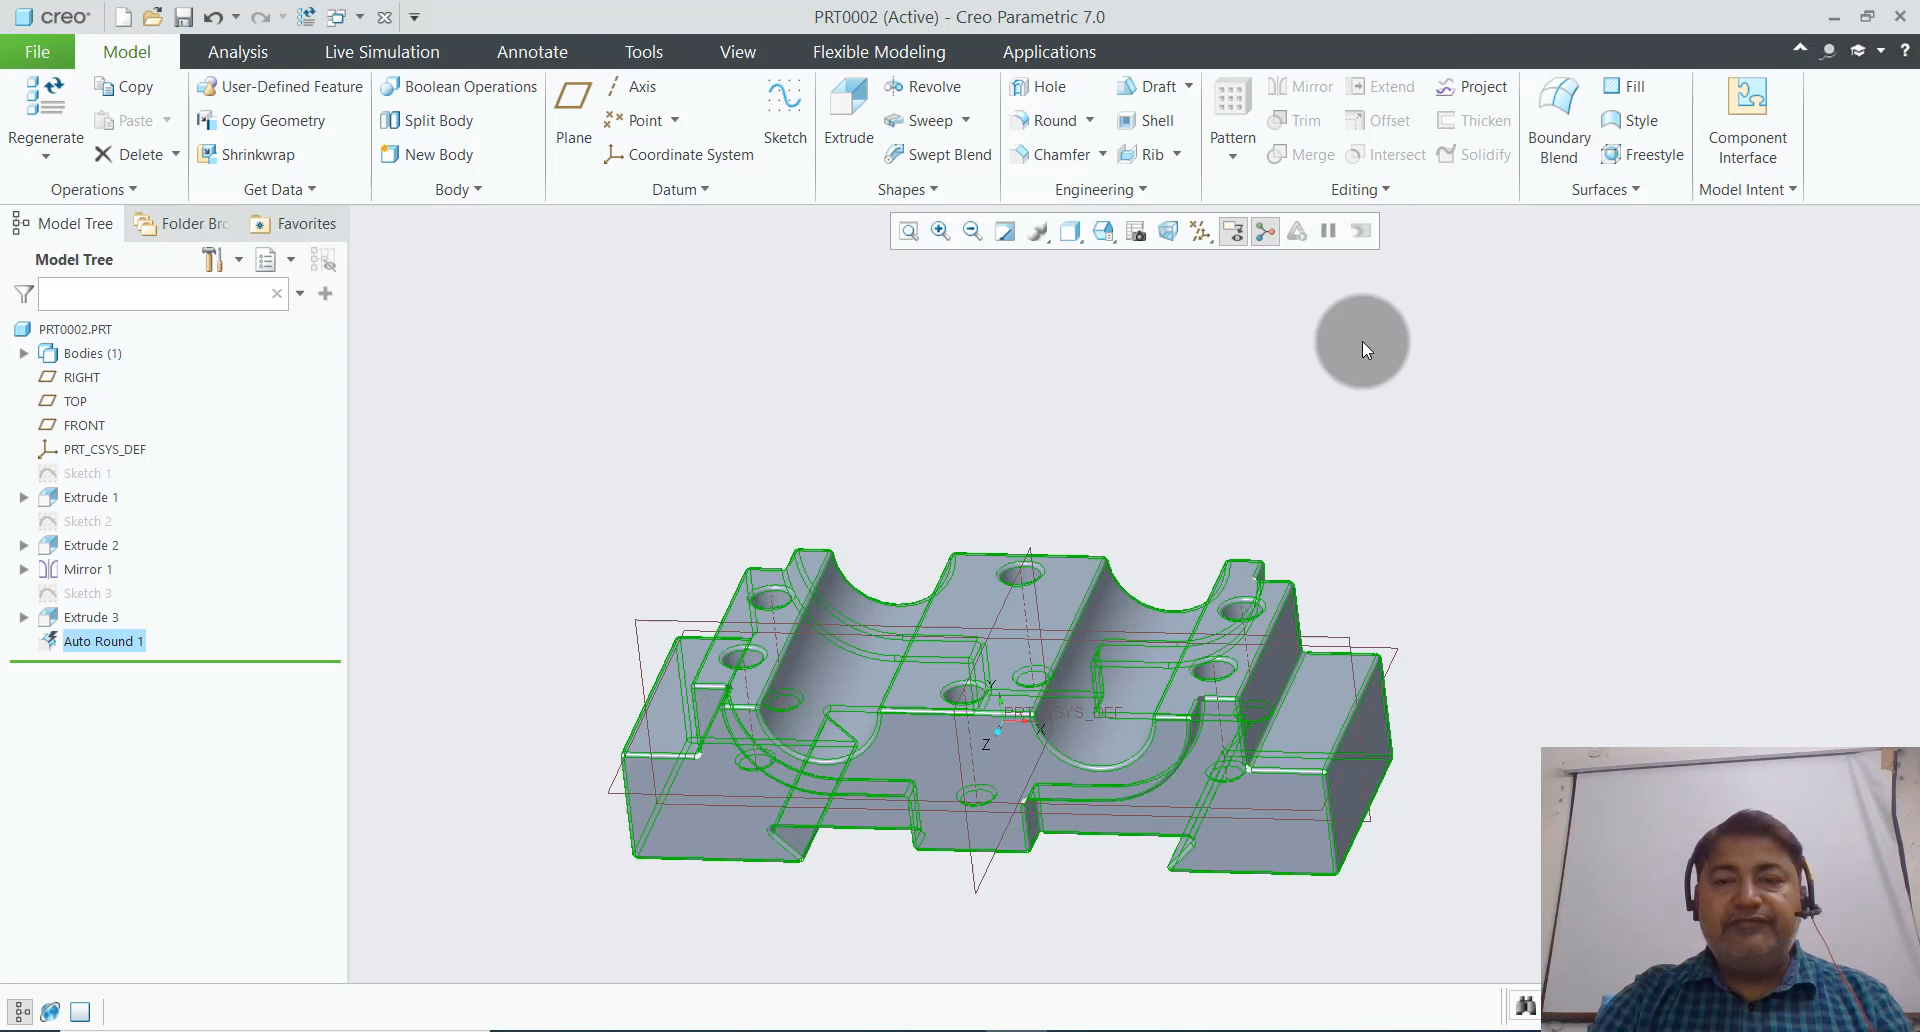 creo
PRT0002 (Active) - Creo Parametric 7.0
File
Model
Analysis
Live Simulation
Annotate
Tools
View
Flexible Modeling
Applications
Regenerate
Copy
Paste
Delete
Operations
User-Defined Feature
Copy Geometry
Shrinkwrap
Get Data
Boolean Operations
Split Body
New Body
Body
Plane
Axis
Point
Coordinate System
Sketch
Datum
Extrude
Revolve
Sweep
Swept Blend
Shapes
Hole
Round
Chamfer
Draft
Shell
Rib
Engineering
Pattern
Mirror
Trim
Merge
Extend
Offset
Intersect
Project
Thicken
Solidify
Editing
Boundary
Blend
Fill
Style
Freestyle
Surfaces
Component
Interface
Model Intent
Model Tree
Folder Brc
Favorites
Model Tree
PRT0002.PRT
Bodies (1)
RIGHT
TOP
FRONT
PRT_CSYS_DEF
Sketch 1
Extrude 1
Sketch 2
Extrude 2
Mirror 1
Sketch 3
Extrude 3
Auto Round 1
Y
PRT_CSYS_DEF
X
Z